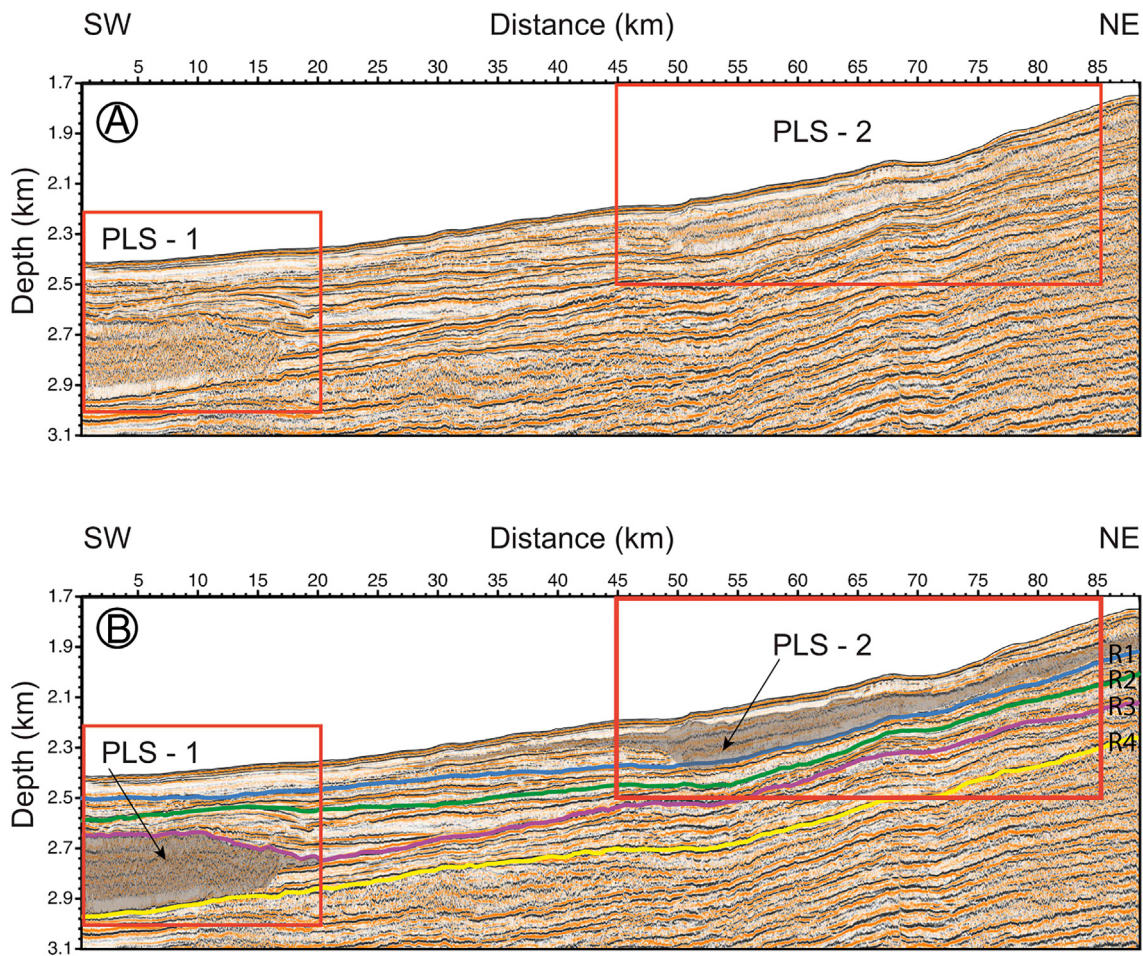 SW Distance (km) NE
5 10 15 20 25 30 35 40 45 50 55 60 65 70 75 80 85
1.7
A
PLS - 2
1.9
2.1
Depth (km)
2.3
PLS - 1
2.5
2.7
2.9
3.1
SW Distance (km) NE
5 10 15 20 25 30 35 40 45 50 55 60 65 70 75 80 85
1.7
B
PLS - 2
1.9
R1
R2
2.1
R3
Depth (km)
R4
2.3
PLS - 1
2.5
2.7
2.9
3.1